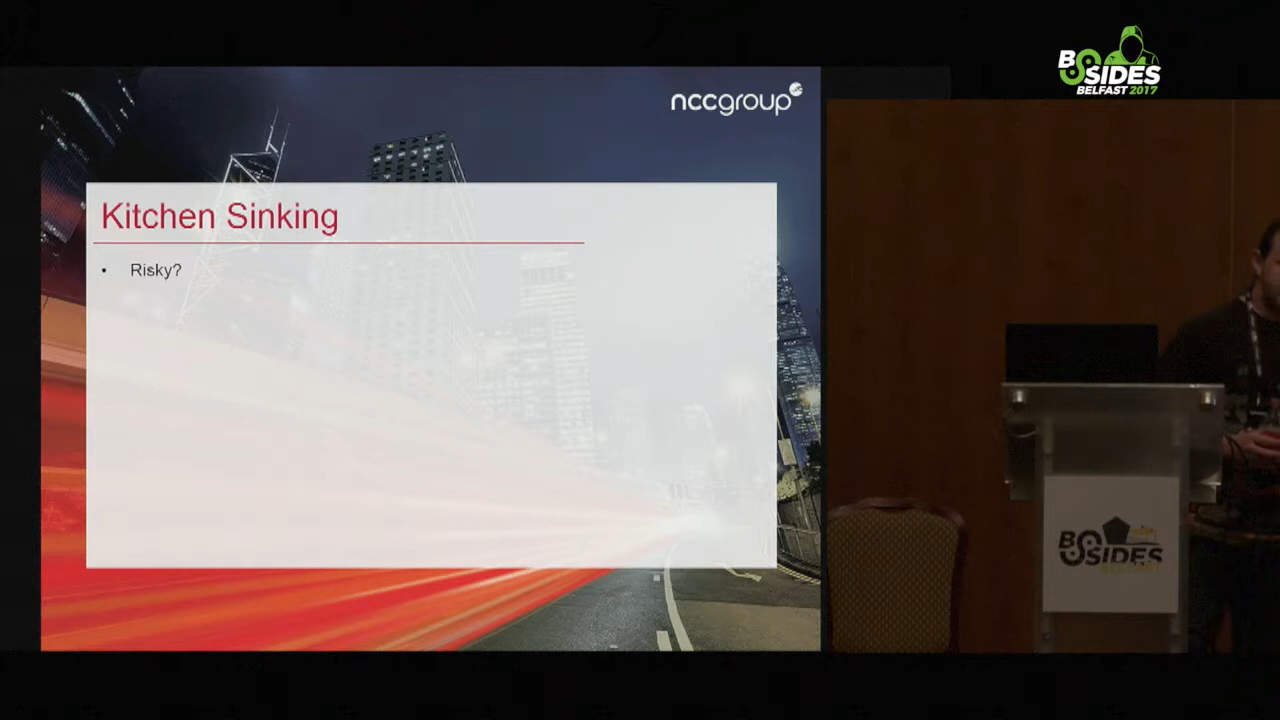 BSIDES
BELFAST 2017
nccgroup
Kitchen Sinking
• Risky?
BSIDES